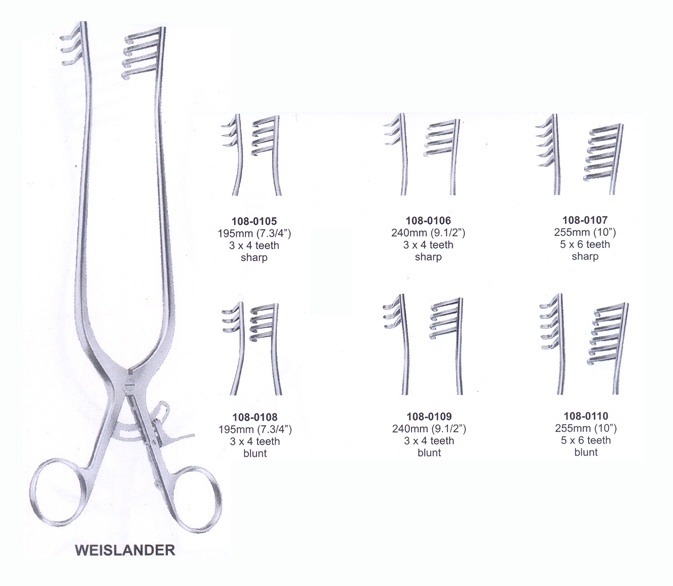 108-0105
195mm (7.3/4")
3 x 4 teeth
sharp
108-0106
240mm (9.1/2")
3 x 4 teeth
sharp
108-0107
255mm (10")
5 x 6 teeth
sharp
108-0108
195mm (7.3/4")
3 x 4 teeth
blunt
108-0109
240mm (9.1/2")
3 x 4 teeth
blunt
108-0110
255mm (10")
5 x 6 teeth
blunt
WEISLANDER